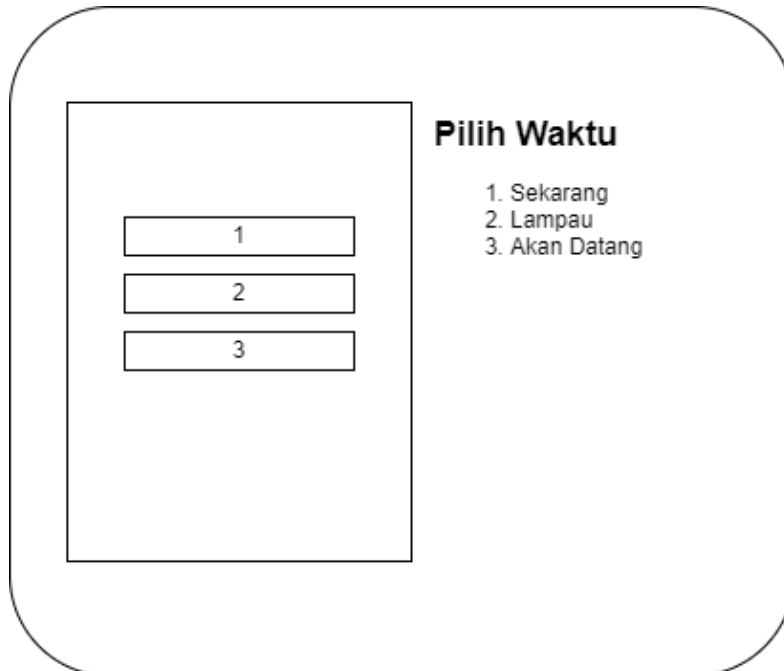 1
2
3
Pilih Waktu
1. Sekarang
2. Lampau
3. Akan Datang